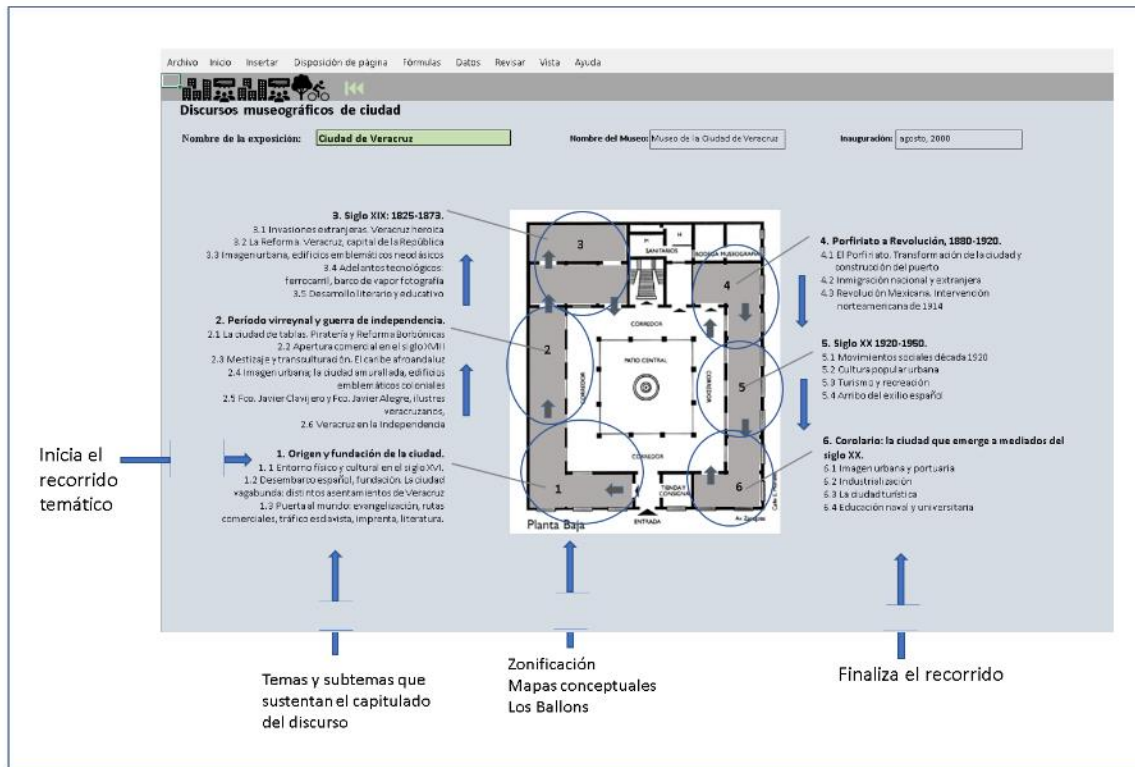 Archivo Inicio Insertar Disposición de página Fórmulas Datos Revisar Vista Ayuda
Discursos museográficos de ciudad
Nombre de la exposición: Ciudad de Veracruz
Nombre del Museo: Museo de la Ciudad de Veracruz
Inauguración: agosto, 2000
3. Siglo XIX: 1825-1873.
3.1 Invasiones extranjeras. Veracruz heroica
3.2 La Reforma. Veracruz, capital de la República
3.3 Imagen urbana, edificios emblemáticos neoclásicos
3.4 Adelantos tecnológicos:
ferrocarril, barco de vapor fotografía
3.5 Desarrollo literario y educativo
2. Período virreynal y guerra de independencia.
2.1 La ciudad de tablas. Piratería y Reforma Borbónicas
2.2 Apertura comercial en el siglo XVIII
2.3 Mestizaje y transculturación. El caribe afroandaluz
2.4 Imagen urbana; la ciudad amurallada, edificios
emblemáticos coloniales
2.5 Fco. Javier Clavijero y Fco. Javier Alegre, ilustres
veracruzanos,
2.6 Veracruz en la Independencia
1. Origen y fundación de la ciudad.
1.1 Entorno físico y cultural en el siglo XVI.
1.2 Desembarco español, fundación. La ciudad
vagabunda: distintos asentamientos de Veracruz
1.3 Puerta al mundo: evangelización, rutas
comerciales, tráfico esclavista, imprenta, literatura.
3
M H
SANITARIOS
BODEGA MUSEOGRAFIA
4
CORREDOR
2
PATIO CENTRAL
CORREDOR
CORREDOR
5
CORREDOR
1
TIENDA Y
CONSIGNA
6
Planta Baja
ENTRADA
Av. Zaragoza
4. Porfiriato a Revolución, 1880-1920.
4.1 El Porfiriato. Transformación de la ciudad y
construcción del puerto
4.2 Inmigración nacional y extranjera
4.3 Revolución Mexicana. Intervención
norteamericana de 1914
5. Siglo XX 1920-1950.
5.1 Movimientos sociales década 1920
5.2 Cultura popular urbana
5.3 Turismo y recreación
5.4 Arribo del exilio español
6. Corolario: la ciudad que emerge a mediados del
siglo XX.
6.1 Imagen urbana y portuaria
6.2 Industrialización
6.3 La ciudad turística
6.4 Educación naval y universitaria
Inicia el
recorrido
temático
Temas y subtemas que
sustentan el capitulado
del discurso
Zonificación
Mapas conceptuales
Los Ballons
Finaliza el recorrido